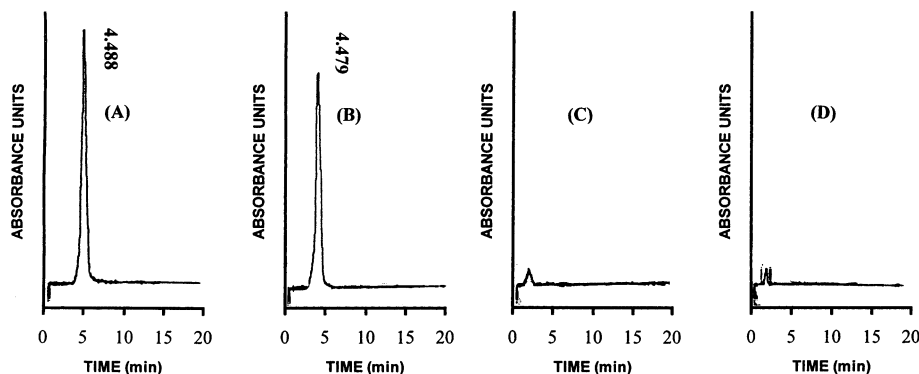 ABSORBANCE UNITS
4.488
(A)
0 5 10 15 20
TIME (min)
ABSORBANCE UNITS
4.479
(B)
0 5 10 15 20
TIME (min)
ABSORBANCE UNITS
(C)
0 5 10 15 20
TIME (min)
ABSORBANCE UNITS
(D)
0 5 10 15 20
TIME (min)